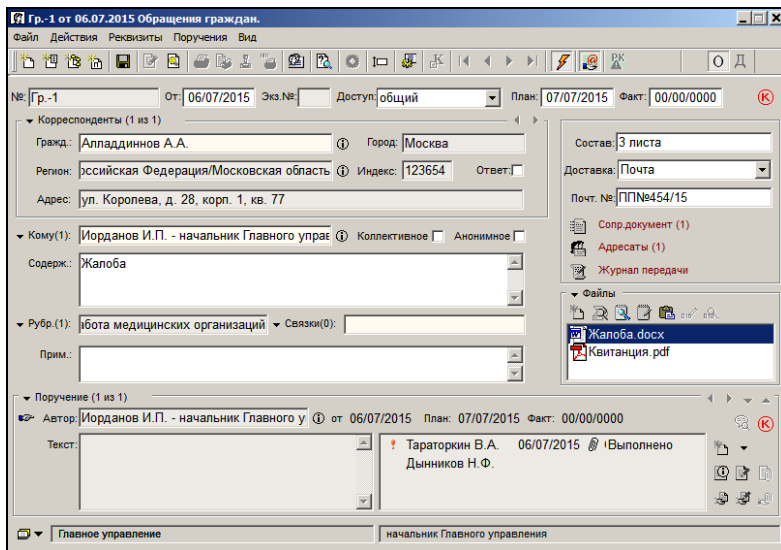 Гр.-1 от 06.07.2015 Обращения граждан.
Файл Действия Реквизиты Поручения Вид
РК О Д
№: Гр.-1 От: 06/07/2015 Экз.№: Доступ: общий План: 07/07/2015 Факт: 00/00/0000 К
Корреспонденты (1 из 1)
Гражд.: Алладдиннов А.А. Город: Москва
Регион: оссийская Федерация/Московская область Индекс: 123654 Ответ:
Адрес: ул. Королева, д. 28, корп. 1, кв. 77
Состав: 3 листа
Доставка: Почта
Почт. №: ПП№454/15
Сопр.документ (1)
Адресаты (1)
Журнал передачи
Кому(1): Иорданов И.П. - начальник Главного управ Коллективное Анонимное
Содерж.: Жалоба
Рубр.(1): абота медицинских организаций Связки(0):
Прим.:
Файлы
Жалоба.docx
Квитанция.pdf
Поручение (1 из 1)
Автор: Иорданов И.П. - начальник Главного у от 06/07/2015 План: 07/07/2015 Факт: 00/00/0000
К
Текст:
Тараторкин В.А. 06/07/2015 Выполнено
Дынников Н.Ф.
Главное управление
начальник Главного управления